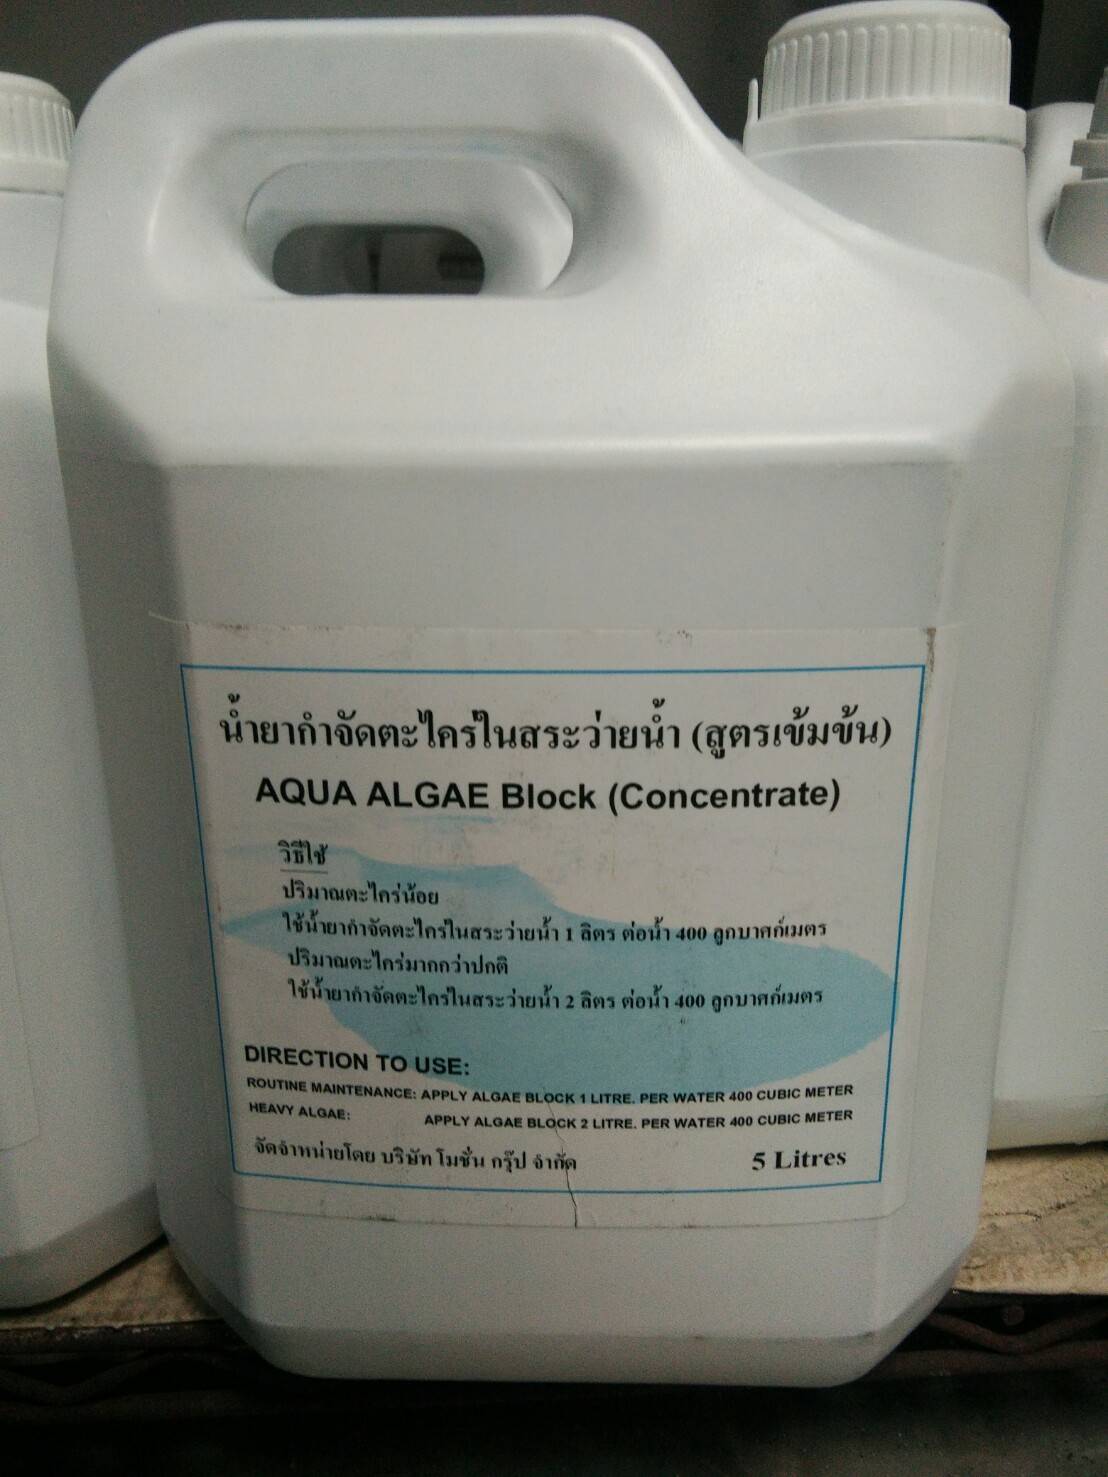 น้ำยากำจัดตะไคร่ในสระว่ายน้ำ (สูตรเข้มข้น)
AQUA ALGAE Block (Concentrate)
วิธีใช้
ปริมาณตะไคร่น้อย
ใช้น้ำยากำจัดตะไคร่ในสระว่ายน้ำ 1 ลิตร ต่อน้ำ 400 ลูกบาศก์เมตร
ปริมาณตะไคร่มากกว่าปกติ
ใช้น้ำยากำจัดตะไคร่ในสระว่ายน้ำ 2 ลิตร ต่อน้ำ 400 ลูกบาศก์เมตร
DIRECTION TO USE:
ROUTINE MAINTENANCE: APPLY ALGAE BLOCK 1 LITRE. PER WATER 400 CUBIC METER
HEAVY ALGAE: APPLY ALGAE BLOCK 2 LITRE. PER WATER 400 CUBIC METER
จัดจำหน่ายโดย บริษัท โมชั่น กรุ๊ป จำกัด 5 Litres